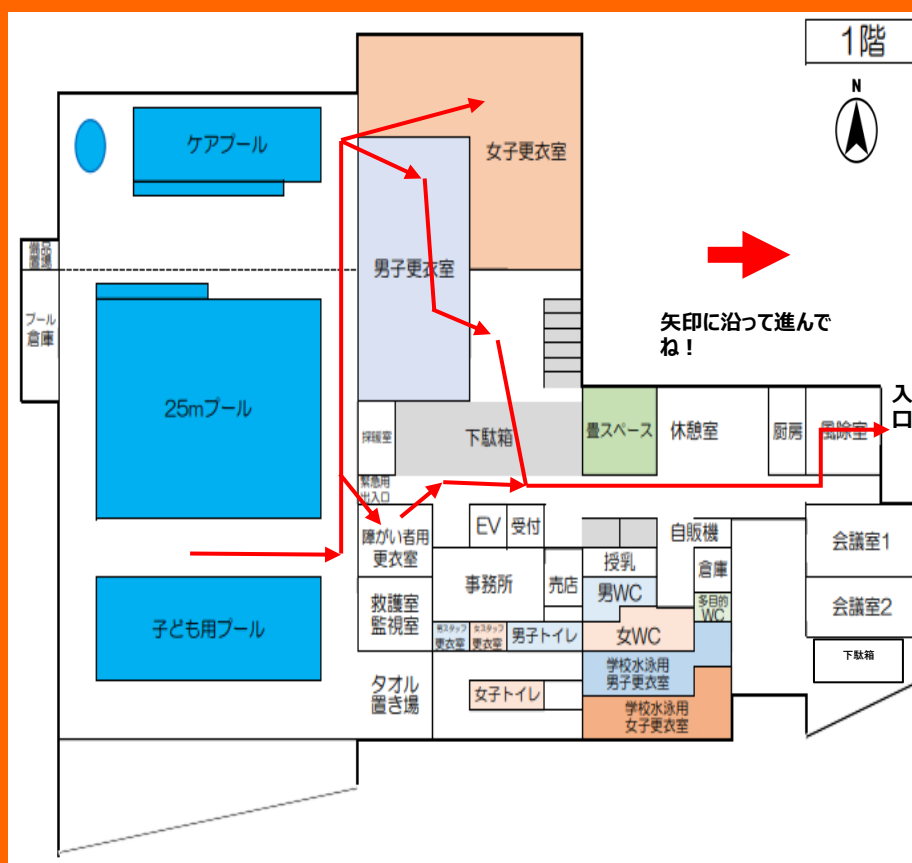 1階
N
ケアプール
女子更衣室
備品
置場
男子更衣室
プール
倉庫
矢印に沿って進んで
ね!
25mプール
採暖室
下駄箱
畳スペース
休憩室
厨房
風除室
入
口
緊急用
出入口
障がい者用
更衣室
EV
受付
自販機
会議室1
事務所
売店
授乳
男WC
倉庫
多目的
WC
会議室2
救護室
監視室
子ども用プール
男スタッフ
更衣室
女スタッフ
更衣室
男子トイレ
女WC
下駄箱
学校水泳用
男子更衣室
タオル
置き場
女子トイレ
学校水泳用
女子更衣室